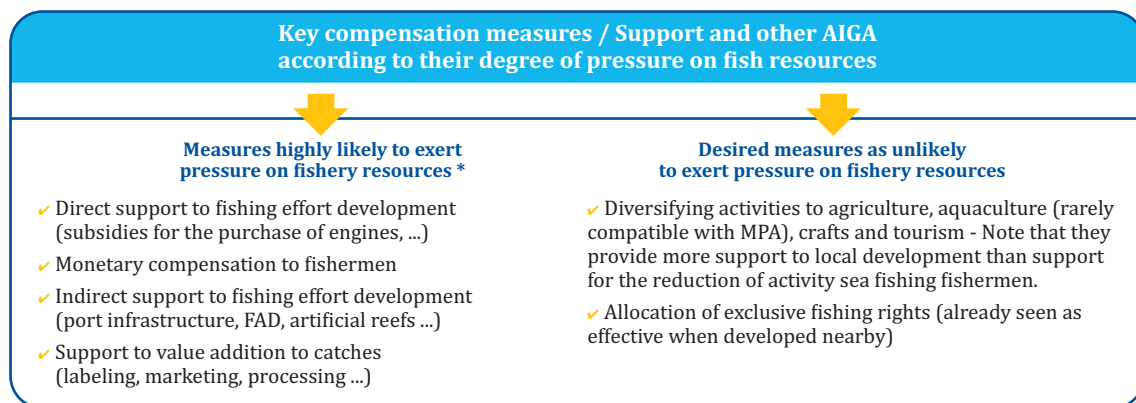 Key compensation measures / Support and other AIGA
according to their degree of pressure on fish resources
Measures highly likely to exert
pressure on fishery resources *
✔ Direct support to fishing effort development
(subsidies for the purchase of engines, ...)
✔ Monetary compensation to fishermen
✔ Indirect support to fishing effort development
(port infrastructure, FAD, artificial reefs ...)
✔ Support to value addition to catches
(labeling, marketing, processing ...)
Desired measures as unlikely
to exert pressure on fishery resources
✔ Diversifying activities to agriculture, aquaculture (rarely
compatible with MPA), crafts and tourism - Note that they
provide more support to local development than support
for the reduction of activity sea fishing fishermen.
✔ Allocation of exclusive fishing rights (already seen as
effective when developed nearby)